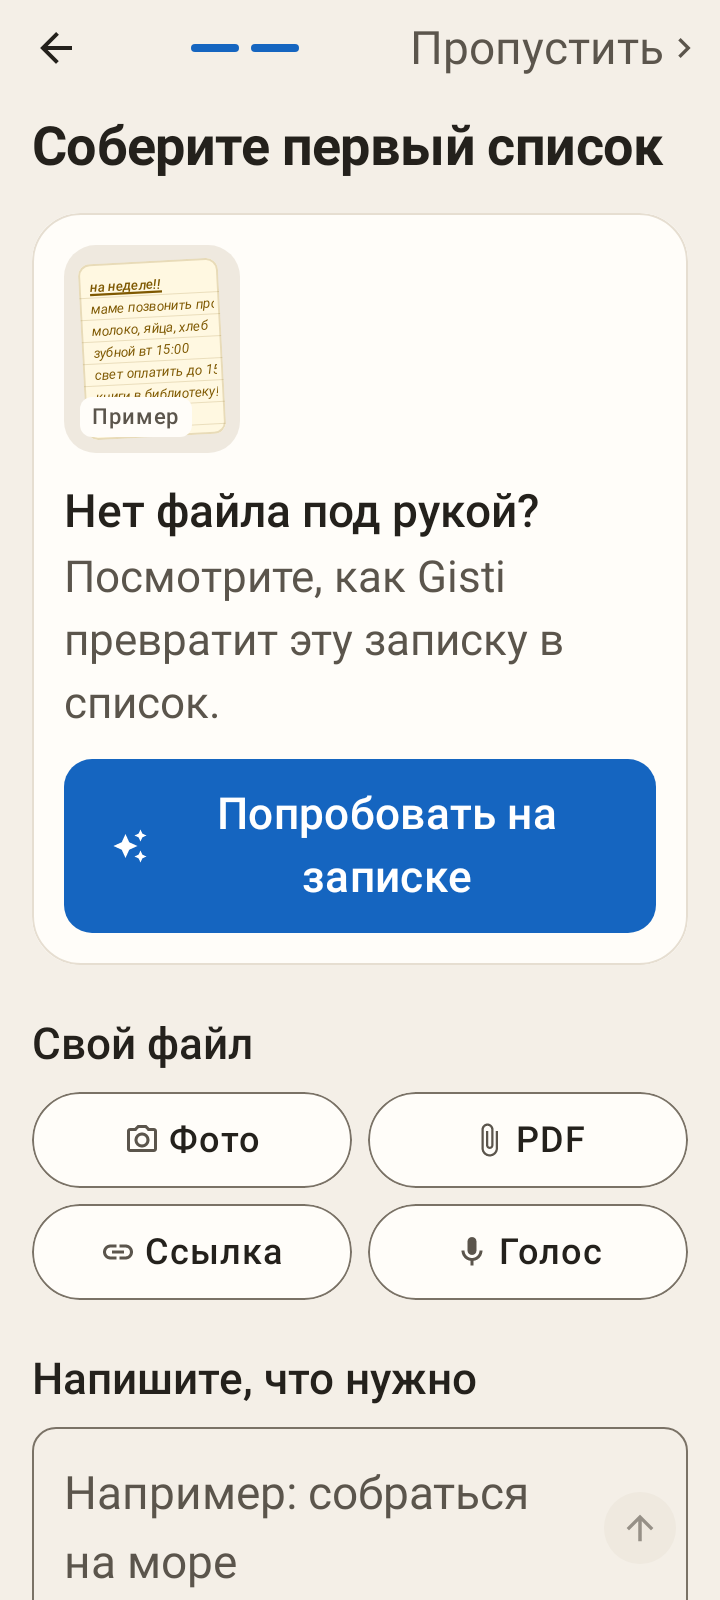 Пропустить
Соберите первый список
на неделе!!
маме позвонить
молоко, яйца, хлеб
зубной вт 15:00
свет оплатить до
книги в библиотеку!
Пример
Нет файла под рукой?
Посмотрите, как Gisti
превратит эту записку в
список.
Попробовать на
записке
Свой файл
Фото
PDF
Ссылка
Голос
Напишите, что нужно
Например: собраться
на море